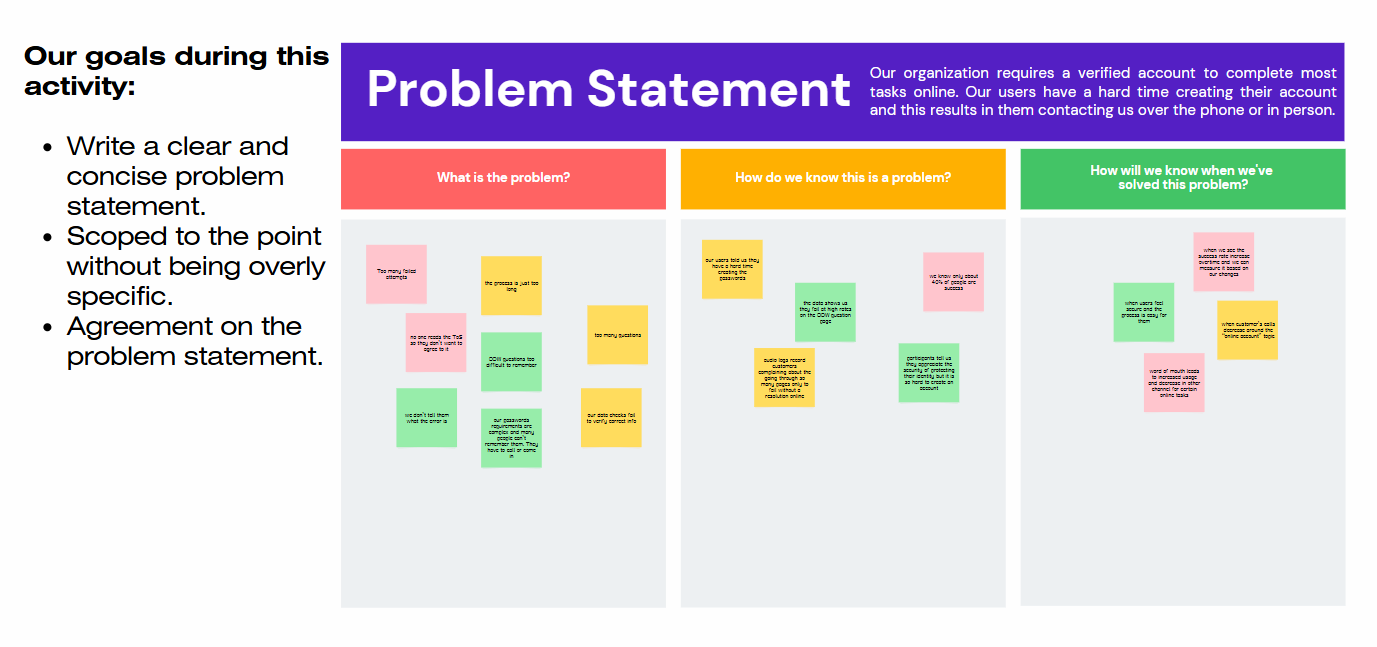 Our goals during this
activity:
• Write a clear and
concise problem
statement.
• Scoped to the point
without being overly
specific.
• Agreement on the
problem statement.
Problem Statement
Our organization requires a verified account to complete most
tasks online. Our users have a hard time creating their account
and this results in them contacting us over the phone or in person.
What is the problem?
Too many failed
attempts
the process is just too
long
no one reads the ToS
so they don't want to
agree to it
too many questions
OOW questions too
difficult to remember
we don't tell them
what the error is
our passwords
requirements are
complex and many
people can't
remember them. They
have to call or come
in
our data checks fail
to verify correct info
How do we know this is a problem?
our users told us they
have a hard time
creating the
passwords
we know only about
40% of people are
success
the data shows us
they fail at high rates
on the OOW question
page
audio logs record
customers
complaining about the
going through so
many pages only to
fail without a
resolution online
participants tell us
they appreciate the
security of protecting
their identity but it is
so hard to create an
account
How will we know when we've
solved this problem?
when we see the
success rate increase
overtime and we can
measure it based on
our changes
when users feel
secure and the
process is easy for
them
when customer's calls
decrease around the
"online account" topic
word of mouth leads
to increased usage
and decrease in other
channel for certain
online tasks